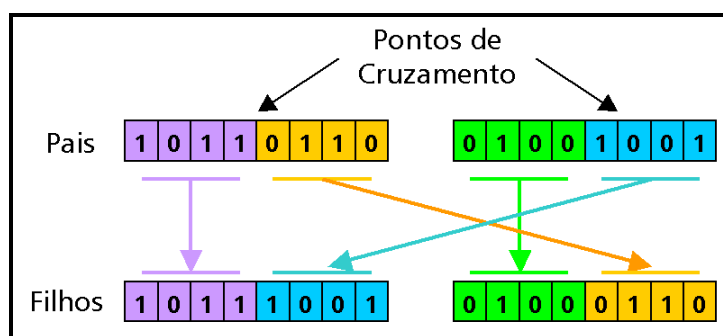 Pontos de
Cruzamento
Pais 1 0 1 1 0 1 1 0 0 1 0 0 1 0 0 1
Filhos 1 0 1 1 1 0 0 1 0 1 0 0 0 1 1 0